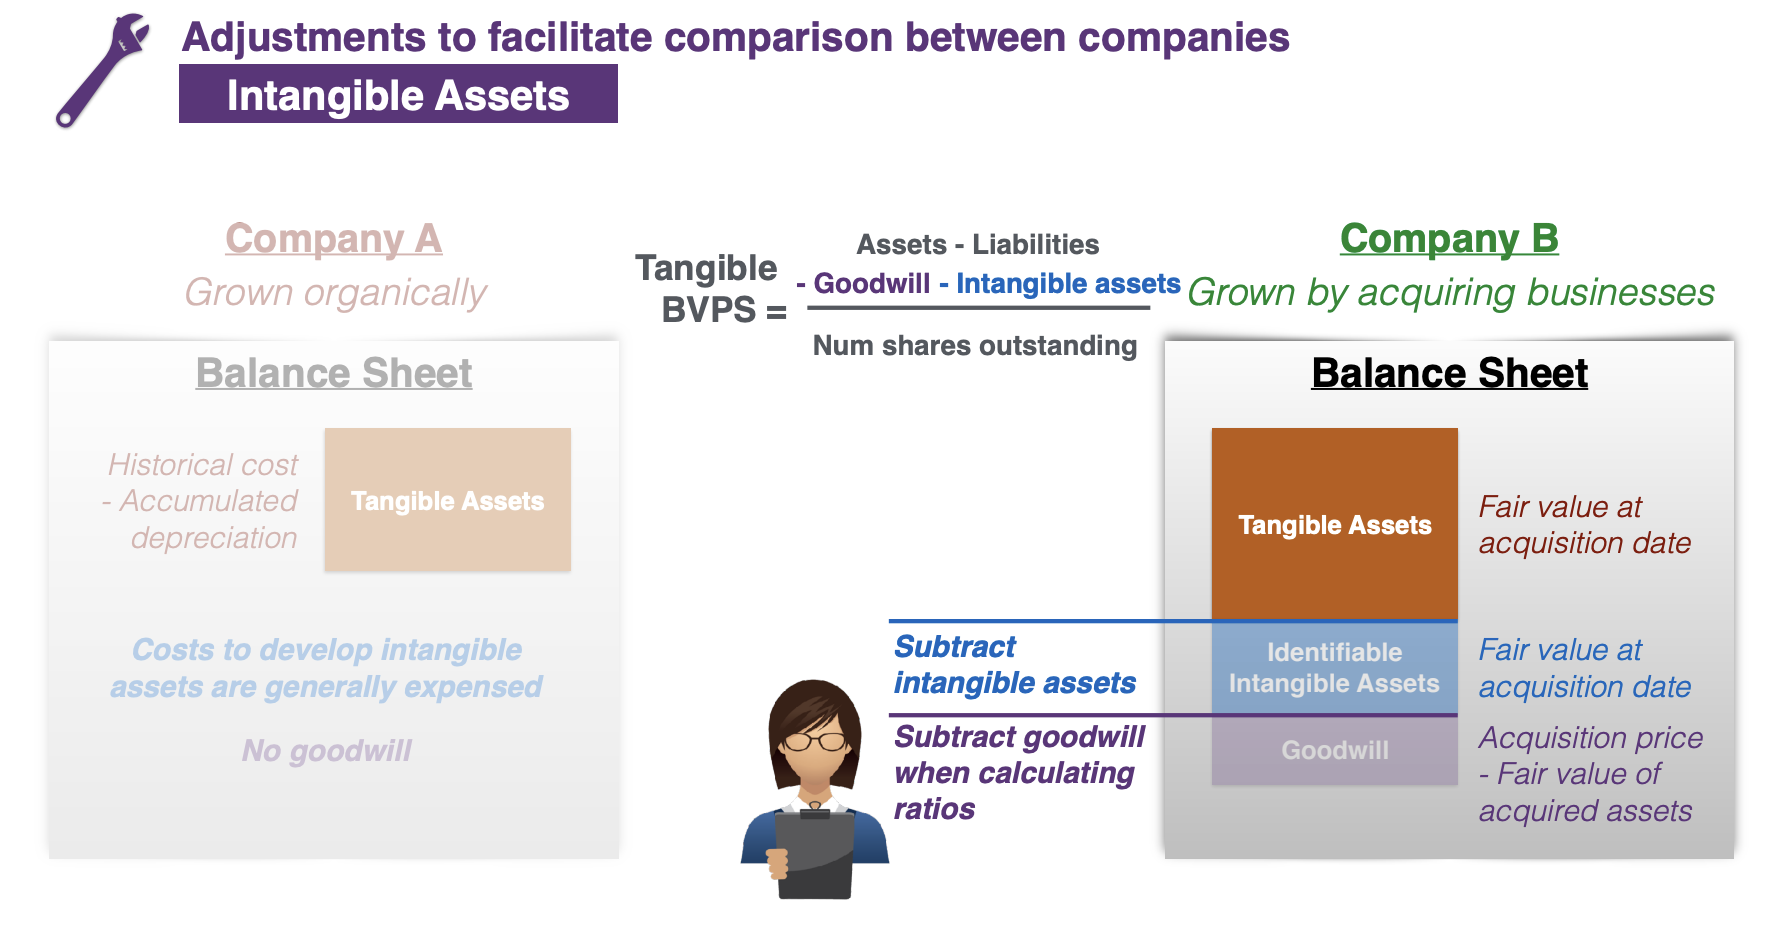 Adjustments to facilitate comparison between companies
Intangible Assets
Company A
Grown organically
Balance Sheet
Historical cost
- Accumulated
depreciation
Tangible Assets
Costs to develop intangible
assets are generally expensed
No goodwill
Tangible
BVPS =
Assets - Liabilities
- Goodwill - Intangible assets
Num shares outstanding
Subtract
intangible assets
Subtract goodwill
when calculating
ratios
Company B
Grown by acquiring businesses
Balance Sheet
Tangible Assets
Fair value at
acquisition date
Identifiable
Intangible Assets
Fair value at
acquisition date
Goodwill
Acquisition price
- Fair value of
acquired assets